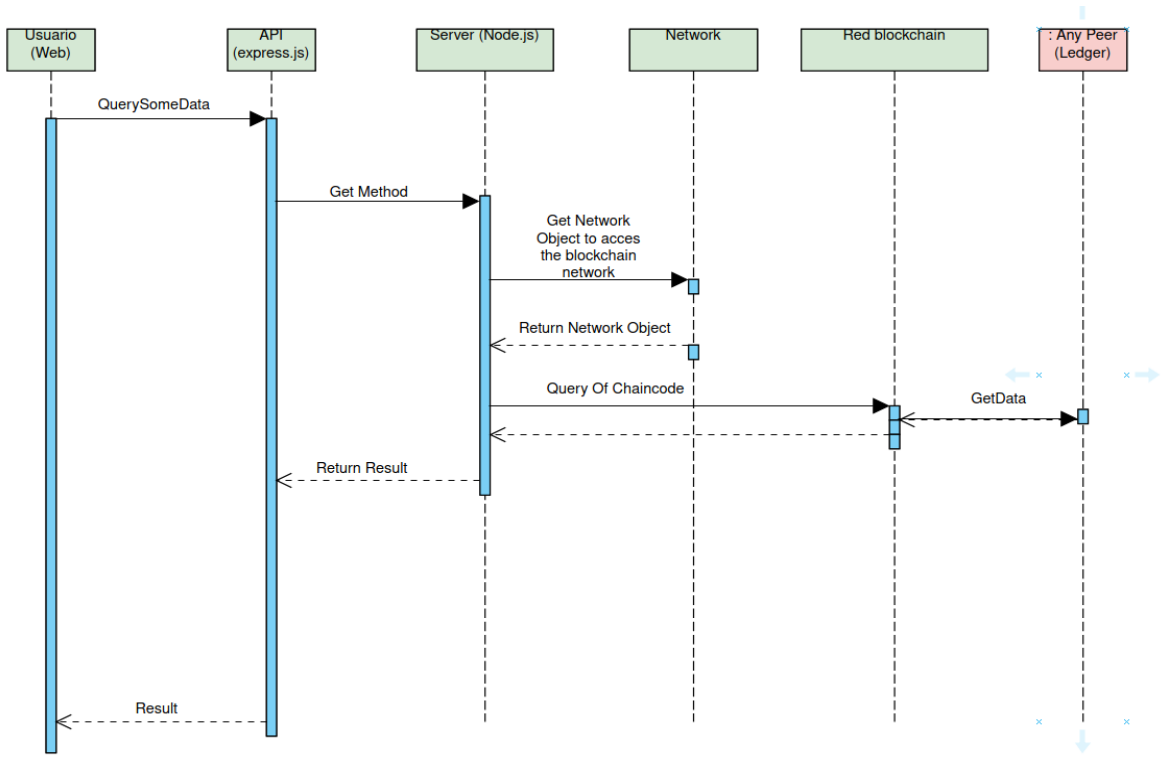 Usuario
(Web)
API
(express.js)
Server (Node.js)
Network
Red blockchain
: Any Peer
(Ledger)
QuerySomeData
Get Method
Get Network
Object to acces
the blockchain
network
Return Network Object
Query Of Chaincode
GetData
Return Result
Result